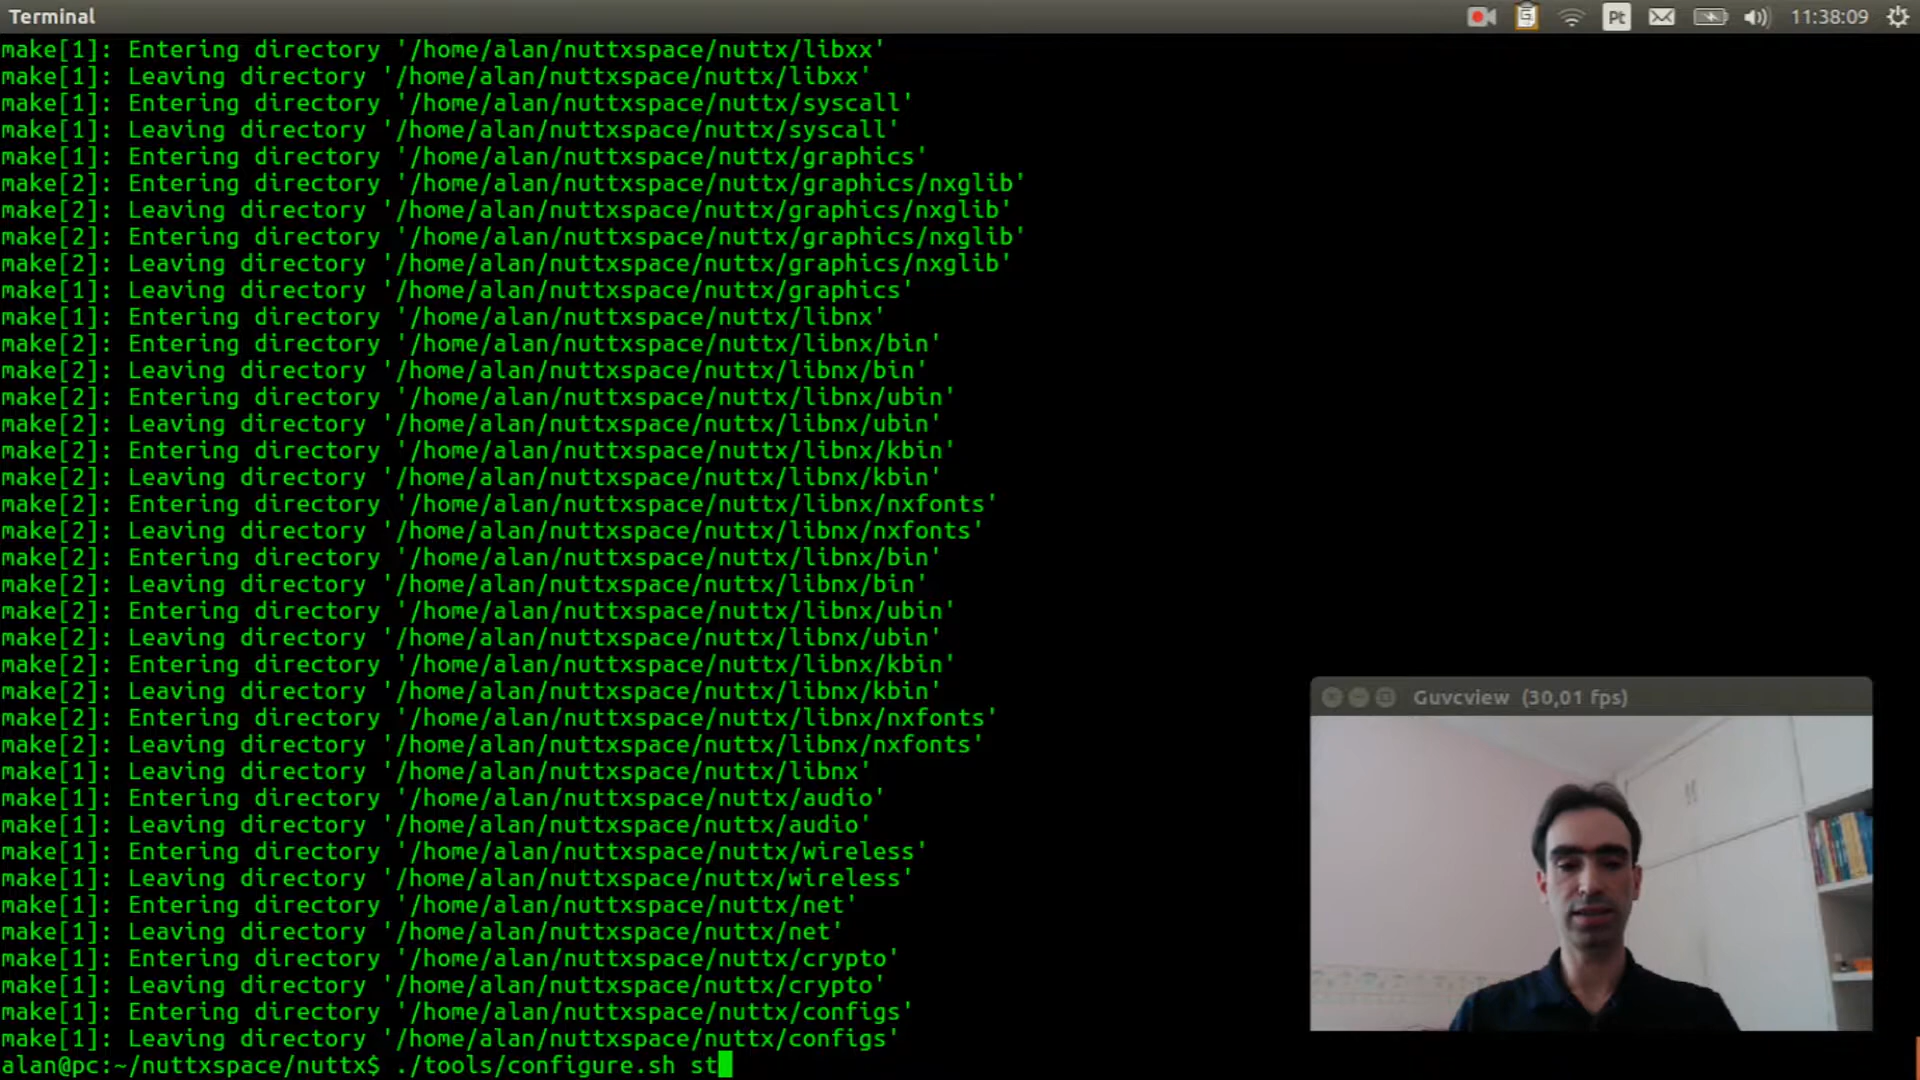 Terminal
Pt
11:38:09
make[1]: Entering directory '/home/alan/nuttxspace/nuttx/libxx'
make[1]: Leaving directory '/home/alan/nuttxspace/nuttx/libxx'
make[1]: Entering directory '/home/alan/nuttxspace/nuttx/syscall'
make[1]: Leaving directory '/home/alan/nuttxspace/nuttx/syscall'
make[1]: Entering directory '/home/alan/nuttxspace/nuttx/graphics'
make[2]: Entering directory '/home/alan/nuttxspace/nuttx/graphics/nxglib'
make[2]: Leaving directory '/home/alan/nuttxspace/nuttx/graphics/nxglib'
make[2]: Entering directory '/home/alan/nuttxspace/nuttx/graphics/nxglib'
make[2]: Leaving directory '/home/alan/nuttxspace/nuttx/graphics/nxglib'
make[1]: Leaving directory '/home/alan/nuttxspace/nuttx/graphics'
make[1]: Entering directory '/home/alan/nuttxspace/nuttx/libnx'
make[2]: Entering directory '/home/alan/nuttxspace/nuttx/libnx/bin'
make[2]: Leaving directory '/home/alan/nuttxspace/nuttx/libnx/bin'
make[2]: Entering directory '/home/alan/nuttxspace/nuttx/libnx/ubin'
make[2]: Leaving directory '/home/alan/nuttxspace/nuttx/libnx/ubin'
make[2]: Entering directory '/home/alan/nuttxspace/nuttx/libnx/kbin'
make[2]: Leaving directory '/home/alan/nuttxspace/nuttx/libnx/kbin'
make[2]: Entering directory '/home/alan/nuttxspace/nuttx/libnx/nxfonts'
make[2]: Leaving directory '/home/alan/nuttxspace/nuttx/libnx/nxfonts'
make[2]: Entering directory '/home/alan/nuttxspace/nuttx/libnx/bin'
make[2]: Leaving directory '/home/alan/nuttxspace/nuttx/libnx/bin'
make[2]: Entering directory '/home/alan/nuttxspace/nuttx/libnx/ubin'
make[2]: Leaving directory '/home/alan/nuttxspace/nuttx/libnx/ubin'
make[2]: Entering directory '/home/alan/nuttxspace/nuttx/libnx/kbin'
make[2]: Leaving directory '/home/alan/nuttxspace/nuttx/libnx/kbin'
make[2]: Entering directory '/home/alan/nuttxspace/nuttx/libnx/nxfonts'
make[2]: Leaving directory '/home/alan/nuttxspace/nuttx/libnx/nxfonts'
make[1]: Leaving directory '/home/alan/nuttxspace/nuttx/libnx'
make[1]: Entering directory '/home/alan/nuttxspace/nuttx/audio'
make[1]: Leaving directory '/home/alan/nuttxspace/nuttx/audio'
make[1]: Entering directory '/home/alan/nuttxspace/nuttx/wireless'
make[1]: Leaving directory '/home/alan/nuttxspace/nuttx/wireless'
make[1]: Entering directory '/home/alan/nuttxspace/nuttx/net'
make[1]: Leaving directory '/home/alan/nuttxspace/nuttx/net'
make[1]: Entering directory '/home/alan/nuttxspace/nuttx/crypto'
make[1]: Leaving directory '/home/alan/nuttxspace/nuttx/crypto'
make[1]: Entering directory '/home/alan/nuttxspace/nuttx/configs'
make[1]: Leaving directory '/home/alan/nuttxspace/nuttx/configs'
alan@pc:~/nuttxspace/nuttx$ ./tools/configure.sh st
Guvcview (30,01 fps)